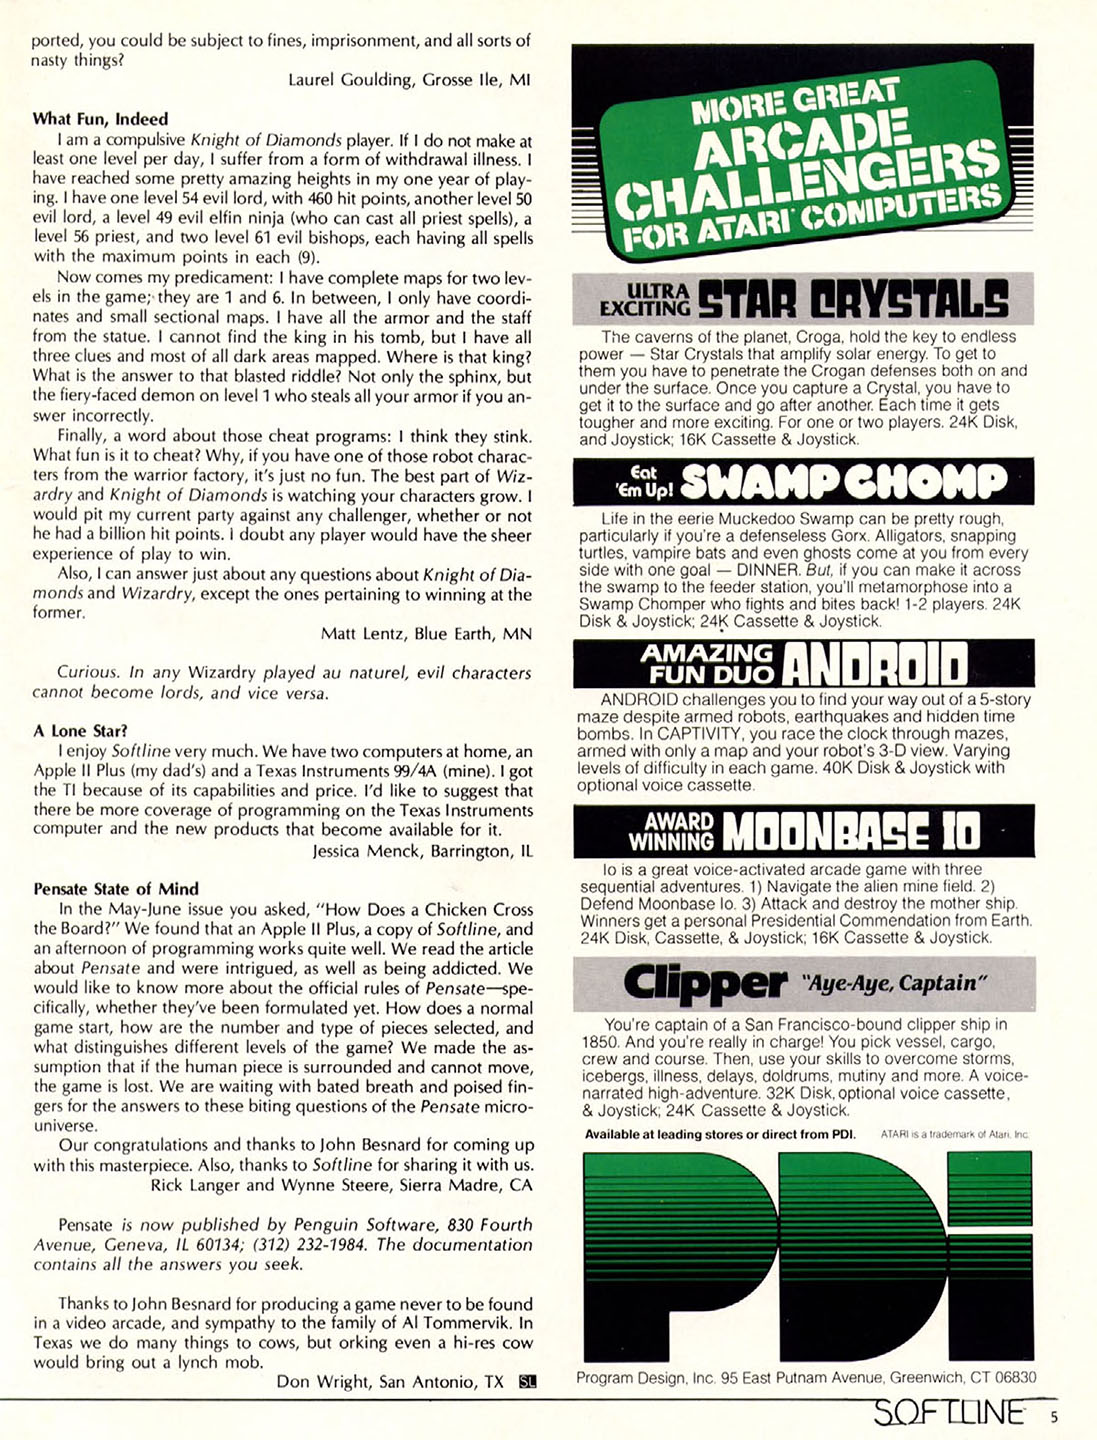 ported, you could be subject to fines, imprisonment, and all sorts of
nasty things?
Laurel Goulding, Grosse Ile, MI
What Fun, Indeed
I am a compulsive Knight of Diamonds player. If I do not make at
least one level per day, I suffer from a form of withdrawal illness. I
have reached some pretty amazing heights in my one year of play-
ing. I have one level 54 evil lord, with 460 hit points, another level 50
evil lord, a level 49 evil elfin ninja (who can cast all priest spells), a
level 56 priest, and two level 61 evil bishops, each having all spells
with the maximum points in each (9).
Now comes my predicament: I have complete maps for two lev-
els in the game; they are 1 and 6. In between, I only have coordi-
nates and small sectional maps. I have all the armor and the staff
from the statue. I cannot find the king in his tomb, but I have all
three clues and most of all dark areas mapped. Where is that king?
What is the answer to that blasted riddle? Not only the sphinx, but
the fiery-faced demon on level 1 who steals all your armor if you an-
swer incorrectly.
Finally, a word about those cheat programs: I think they stink.
What fun is it to cheat? Why, if you have one of those robot charac-
ters from the warrior factory, it's just no fun. The best part of Wiz-
ardry and Knight of Diamonds is watching your characters grow. I
would pit my current party against any challenger, whether or not
he had a billion hit points. I doubt any player would have the sheer
experience of play to win.
Also, I can answer just about any questions about Knight of Dia-
monds and Wizardry, except the ones pertaining to winning at the
former.
Matt Lentz, Blue Earth, MN
Curious. In any Wizardry played au naturel, evil characters
cannot become lords, and vice versa.
A Lone Star?
I enjoy Softline very much. We have two computers at home, an
Apple II Plus (my dad's) and a Texas Instruments 99/4A (mine). I got
the TI because of its capabilities and price. I'd like to suggest that
there be more coverage of programming on the Texas Instruments
computer and the new products that become available for it.
Jessica Menck, Barrington, IL
Pensate State of Mind
In the May-June issue you asked, "How Does a Chicken Cross
the Board?" We found that an Apple II Plus, a copy of Softline, and
an afternoon of programming works quite well. We read the article
about Pensate and were intrigued, as well as being addicted. We
would like to know more about the official rules of Pensate—spe-
cifically, whether they've been formulated yet. How does a normal
game start, how are the number and type of pieces selected, and
what distinguishes different levels of the game? We made the as-
sumption that if the human piece is surrounded and cannot move,
the game is lost. We are waiting with bated breath and poised fin-
gers for the answers to these biting questions of the Pensate micro-
universe.
Our congratulations and thanks to John Besnard for coming up
with this masterpiece. Also, thanks to Softline for sharing it with us.
Rick Langer and Wynne Steere, Sierra Madre, CA
Pensate is now published by Penguin Software, 830 Fourth
Avenue, Geneva, IL 60134; (312) 232-1984. The documentation
contains all the answers you seek.
Thanks to John Besnard for producing a game never to be found
in a video arcade, and sympathy to the family of Al Tommervik. In
Texas we do many things to cows, but orking even a hi-res cow
would bring out a lynch mob.
Don Wright, San Antonio, TX SL
MORE GREAT
ARCADE
CHALLENGERS
FOR ATARI COMPUTERS
ULTRA
EXCITING STAR CRYSTALS
The caverns of the planet, Croga, hold the key to endless
power — Star Crystals that amplify solar energy. To get to
them you have to penetrate the Crogan defenses both on and
under the surface. Once you capture a Crystal, you have to
get it to the surface and go after another. Each time it gets
tougher and more exciting. For one or two players. 24K Disk,
and Joystick; 16K Cassette & Joystick.
Eat
'Em Up! SWAMP CHOMP
Life in the eerie Muckedoo Swamp can be pretty rough,
particularly if you're a defenseless Gorx. Alligators, snapping
turtles, vampire bats and even ghosts come at you from every
side with one goal — DINNER. But, if you can make it across
the swamp to the feeder station, you'll metamorphose into a
Swamp Chomper who fights and bites back! 1-2 players. 24K
Disk & Joystick; 24K Cassette & Joystick.
AMAZING
FUN DUO ANDROID
ANDROID challenges you to find your way out of a 5-story
maze despite armed robots, earthquakes and hidden time
bombs. In CAPTIVITY, you race the clock through mazes,
armed with only a map and your robot's 3-D view. Varying
levels of difficulty in each game. 40K Disk & Joystick with
optional voice cassette.
AWARD
WINNING MOONBASE IO
Io is a great voice-activated arcade game with three
sequential adventures. 1) Navigate the alien mine field. 2)
Defend Moonbase Io. 3) Attack and destroy the mother ship.
Winners get a personal Presidential Commendation from Earth.
24K Disk, Cassette, & Joystick; 16K Cassette & Joystick.
Clipper "Aye-Aye, Captain"
You're captain of a San Francisco-bound clipper ship in
1850. And you're really in charge! You pick vessel, cargo,
crew and course. Then, use your skills to overcome storms,
icebergs, illness, delays, doldrums, mutiny and more. A voice-
narrated high-adventure. 32K Disk, optional voice cassette,
& Joystick; 24K Cassette & Joystick.
Available at leading stores or direct from PDI. ATARI is a trademark of Atari, Inc.
PDi
Program Design, Inc. 95 East Putnam Avenue, Greenwich, CT 06830
SOFTLINE 5